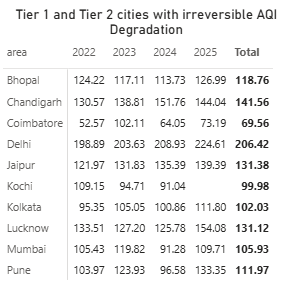 Tier 1 and Tier 2 cities with irreversible AQI
Degradation
area 2022 2023 2024 2025 Total
Bhopal 124.22 117.11 113.73 126.99 118.76
Chandigarh 130.57 138.81 151.76 144.04 141.56
Coimbatore 52.57 102.11 64.05 73.19 69.56
Delhi 198.89 203.63 208.93 224.61 206.42
Jaipur 121.97 131.83 135.39 139.39 131.38
Kochi 109.15 94.71 91.04 99.98
Kolkata 95.35 105.05 100.86 111.80 102.03
Lucknow 133.51 127.20 125.78 154.08 131.12
Mumbai 105.43 119.82 91.28 109.71 105.93
Pune 103.97 123.93 96.58 133.35 111.97